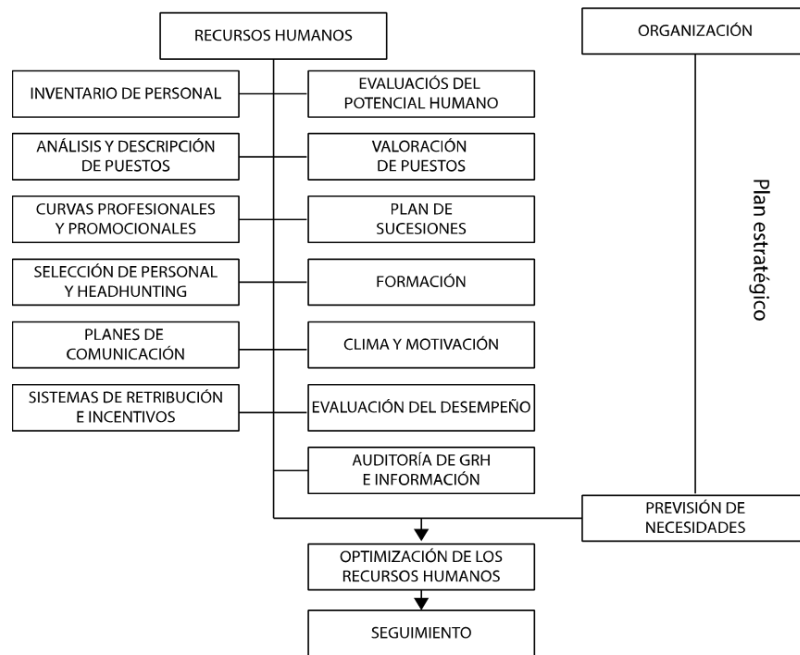 RECURSOS HUMANOS
ORGANIZACIÓN
INVENTARIO DE PERSONAL
EVALUACIÓS DEL
POTENCIAL HUMANO
ANÁLISIS Y DESCRIPCIÓN
DE PUESTOS
VALORACIÓN
DE PUESTOS
CURVAS PROFESIONALES
Y PROMOCIONALES
PLAN DE
SUCESIONES
SELECCIÓN DE PERSONAL
Y HEADHUNTING
FORMACIÓN
PLANES DE
COMUNICACIÓN
CLIMA Y MOTIVACIÓN
SISTEMAS DE RETRIBUCIÓN
E INCENTIVOS
EVALUACIÓN DEL DESEMPEÑO
AUDITORÍA DE GRH
E INFORMACIÓN
Plan estratégico
PREVISIÓN DE
NECESIDADES
OPTIMIZACIÓN DE LOS
RECURSOS HUMANOS
SEGUIMIENTO